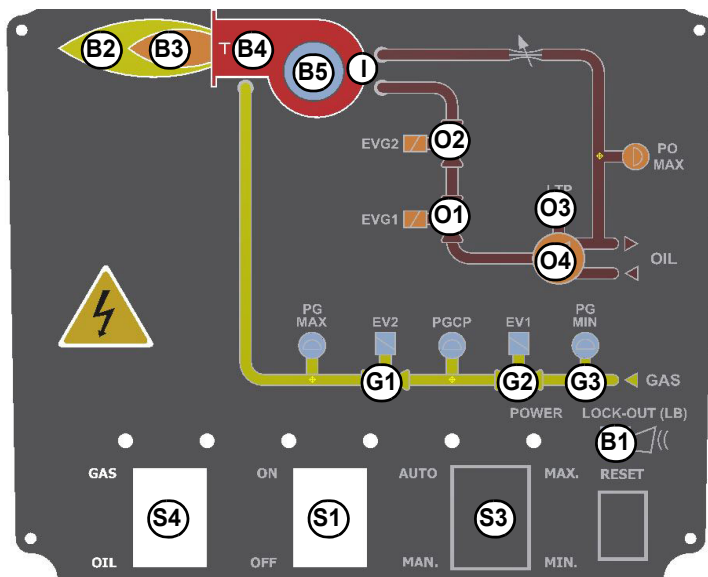 B2 B3 T B4 B5 I
EVG2 O2 PO MAX
O3
EVG1 O1
O4 OIL
PG MAX EV2 PGCP EV1 PG MIN
G1 G2 G3 GAS
POWER LOCK-OUT (LB)
B1
GAS ON AUTO MAX. RESET
S4 S1 S3
OIL OFF MAN. MIN.